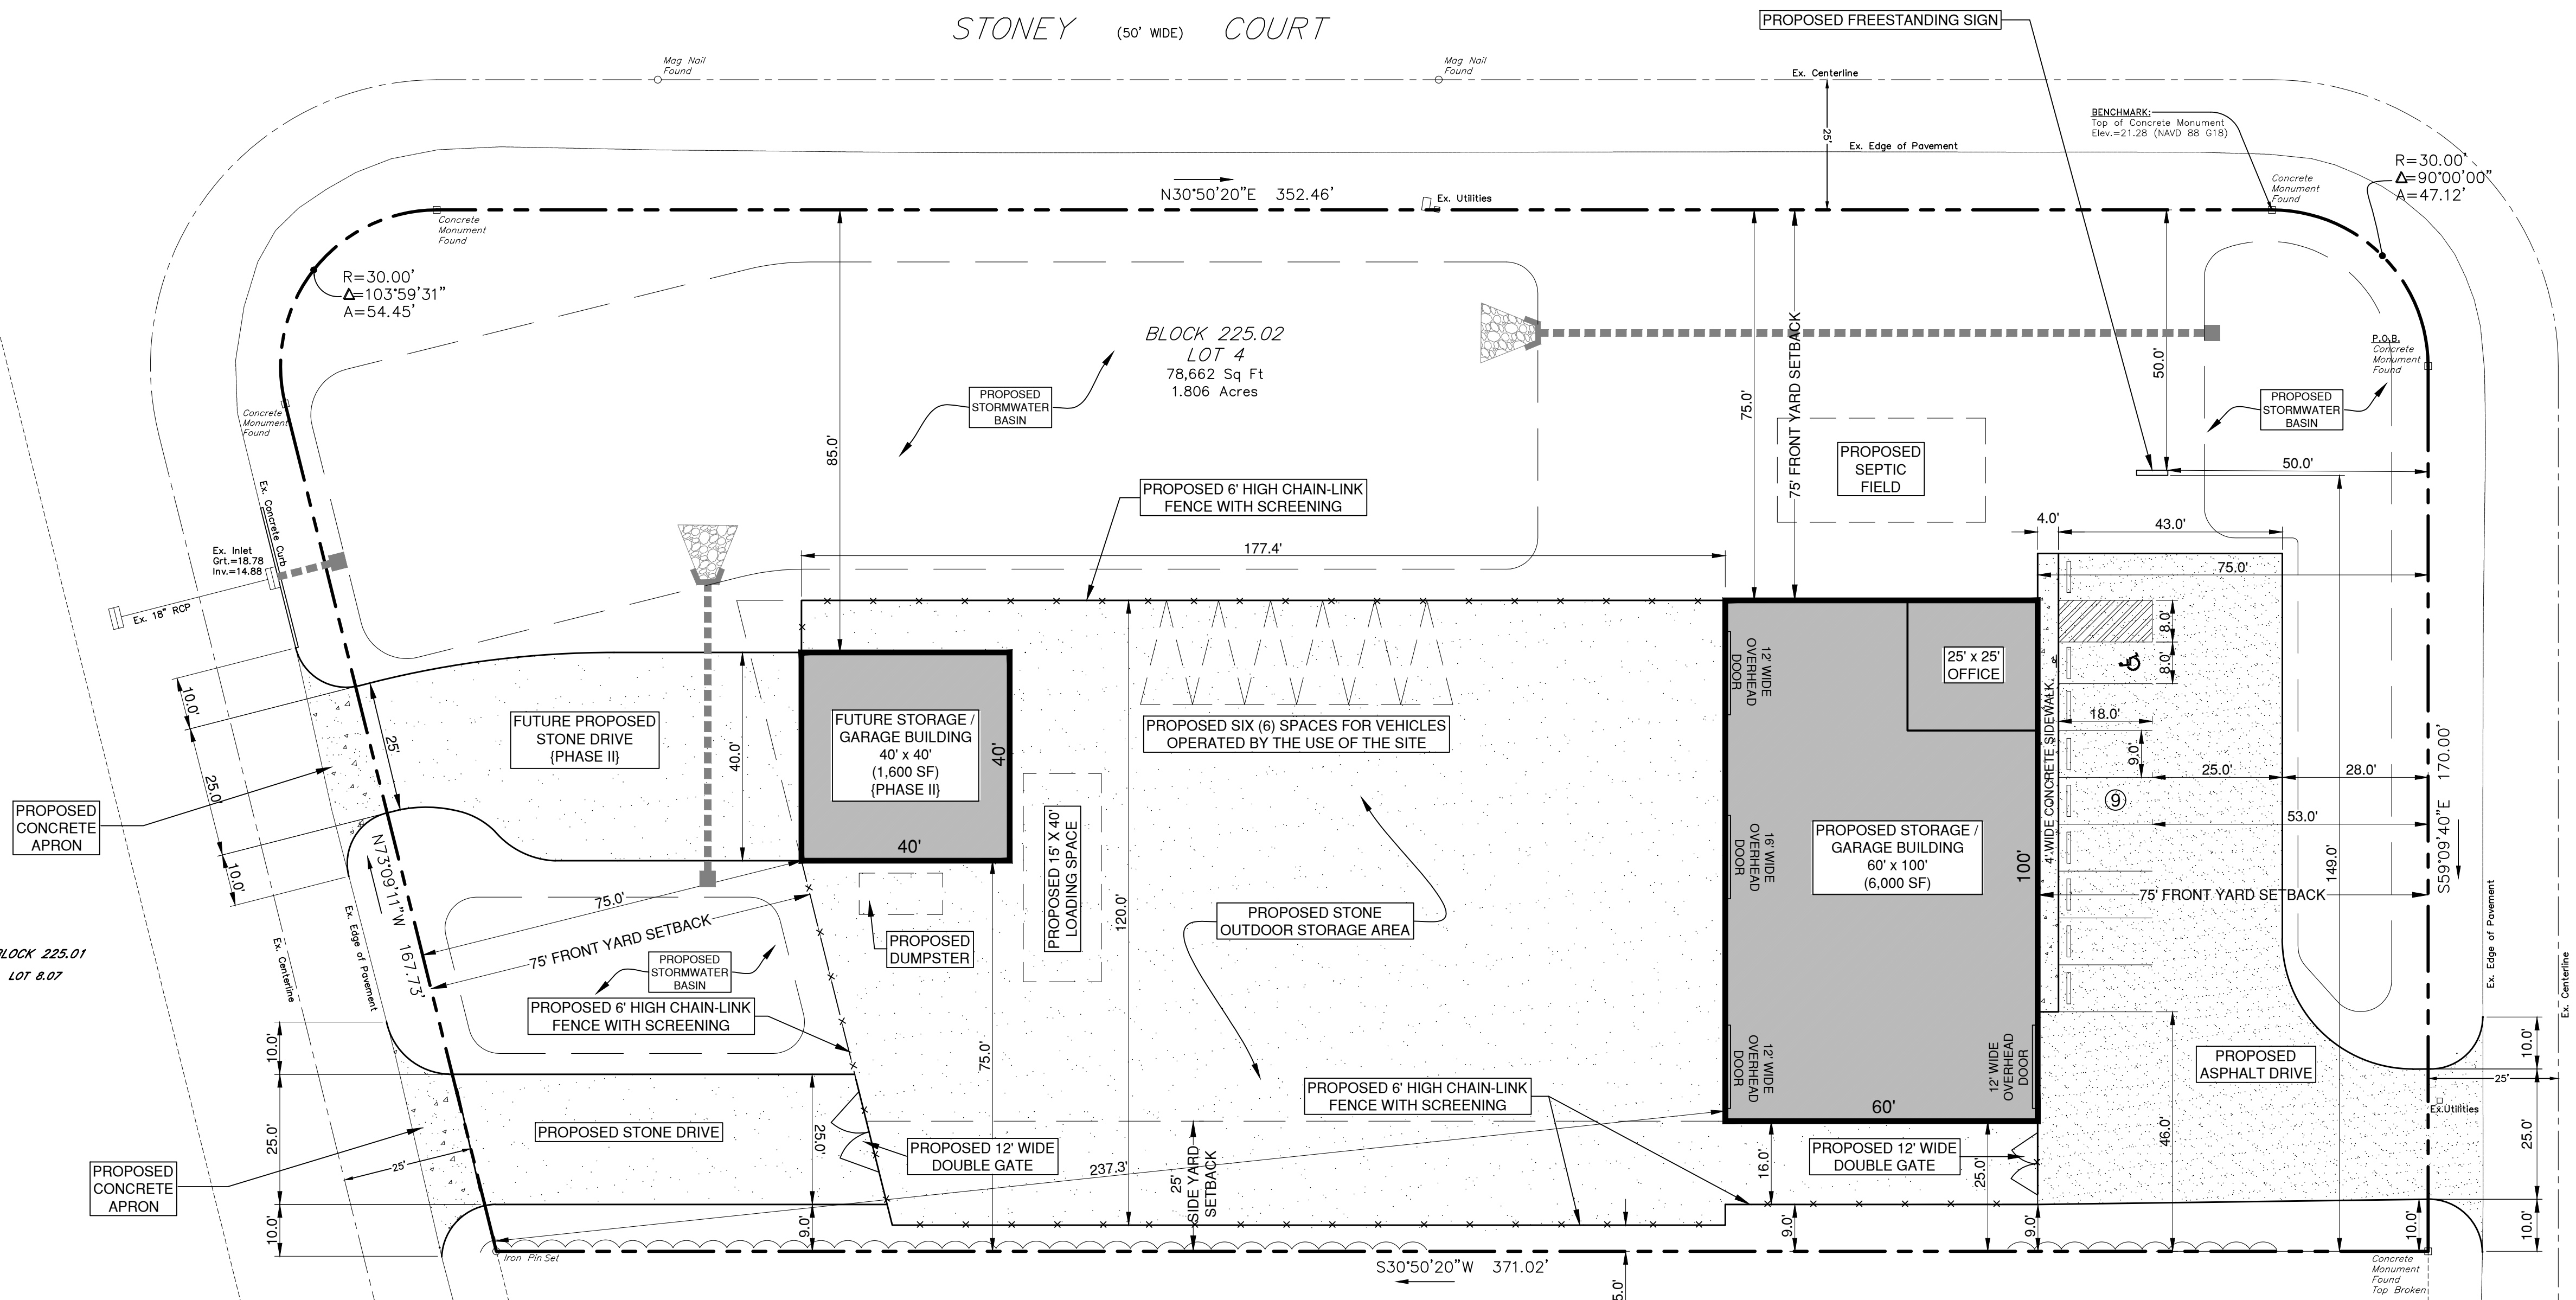 STONEY (50' WIDE) COURT
PROPOSED FREESTANDING SIGN
Mag Nail
Found
Mag Nail
Found
Ex. Centerline
25'
BENCHMARK:
Top of Concrete Monument
Elev.=21.28 (NAVD 88 G18)
Ex. Edge of Pavement
R=30.00'
Δ=90°00'00"
A=47.12'
N30°50'20"E 352.46'
Ex. Utilities
Concrete
Monument
Found
Concrete
Monument
Found
R=30.00'
Δ=103°59'31"
A=54.45'
BLOCK 225.02
LOT 4
78,662 Sq Ft
1.806 Acres
P.O.B.
Concrete
Monument
Found
PROPOSED
STORMWATER
BASIN
PROPOSED
STORMWATER
BASIN
Concrete
Monument
Found
85.0'
75.0'
75' FRONT YARD SETBACK
50.0'
50.0'
PROPOSED
SEPTIC
FIELD
PROPOSED 6' HIGH CHAIN-LINK
FENCE WITH SCREENING
Ex. Concrete Curb
Ex. Inlet
Grt.=18.78
Inv.=14.88
Ex. 18" RCP
177.4'
4.0'
43.0'
75.0'
8.0'
8.0'
12' WIDE
OVERHEAD
DOOR
25' x 25'
OFFICE
10.0'
25'
25.0'
10.0'
FUTURE PROPOSED
STONE DRIVE
{PHASE II}
40.0'
FUTURE STORAGE /
GARAGE BUILDING
40' x 40'
(1,600 SF)
{PHASE II}
40'
40'
PROPOSED SIX (6) SPACES FOR VEHICLES
OPERATED BY THE USE OF THE SITE
18.0'
9.0'
25.0'
28.0'
9
53.0'
S59°09'40"E 170.00'
149.0'
4' WIDE CONCRETE SIDEWALK
PROPOSED
CONCRETE
APRON
PROPOSED 15' X 40'
LOADING SPACE
120.0'
16' WIDE
OVERHEAD
DOOR
PROPOSED STORAGE /
GARAGE BUILDING
60' x 100'
(6,000 SF)
100'
75' FRONT YARD SETBACK
N73°09'11"W 167.73'
75.0'
75' FRONT YARD SETBACK
PROPOSED STONE
OUTDOOR STORAGE AREA
PROPOSED
DUMPSTER
BLOCK 225.01
LOT 8.07
Ex. Centerline
Ex. Edge of Pavement
PROPOSED
STORMWATER
BASIN
PROPOSED 6' HIGH CHAIN-LINK
FENCE WITH SCREENING
Ex. Edge of Pavement
Ex. Centerline
10.0'
75.0'
12' WIDE
OVERHEAD
DOOR
12' WIDE
OVERHEAD
DOOR
PROPOSED
ASPHALT DRIVE
10.0'
25'
Ex.Utilities
PROPOSED 6' HIGH CHAIN-LINK
FENCE WITH SCREENING
60'
25.0'
PROPOSED STONE DRIVE
25.0'
PROPOSED 12' WIDE
DOUBLE GATE
237.3'
25'
SIDE YARD
SETBACK
16.0'
PROPOSED 12' WIDE
DOUBLE GATE
25.0'
46.0'
25.0'
PROPOSED
CONCRETE
APRON
25'
10.0'
9.0'
9.0'
9.0'
10.0'
10.0'
Iron Pin Set
S30°50'20"W 371.02'
5.0'
Concrete
Monument
Found
Top Broken